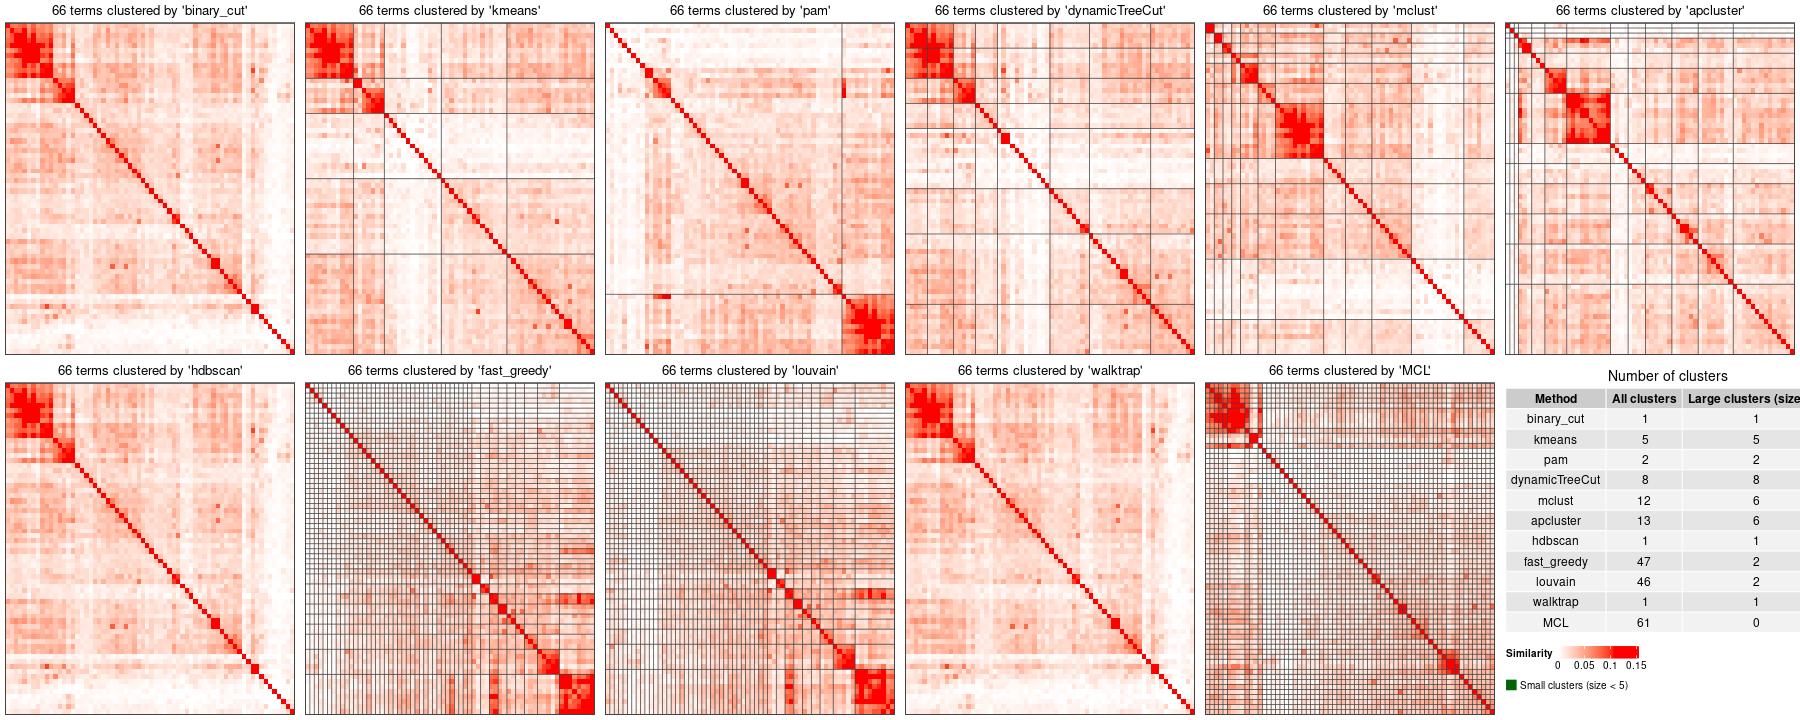 66 terms clustered by 'binary_cut'
66 terms clustered by 'kmeans'
66 terms clustered by 'pam'
66 terms clustered by 'dynamicTreeCut'
66 terms clustered by 'mclust'
66 terms clustered by 'apcluster'
66 terms clustered by 'hdbscan'
66 terms clustered by 'fast_greedy'
66 terms clustered by 'louvain'
66 terms clustered by 'walktrap'
66 terms clustered by 'MCL'
Number of clusters
Method All clusters Large clusters (size
binary_cut 1 1
kmeans 5 5
pam 2 2
dynamicTreeCut 8 8
mclust 12 6
apcluster 13 6
hdbscan 1 1
fast_greedy 47 2
louvain 46 2
walktrap 1 1
MCL 61 0
Similarity
0 0.05 0.1 0.15
Small clusters (size < 5)